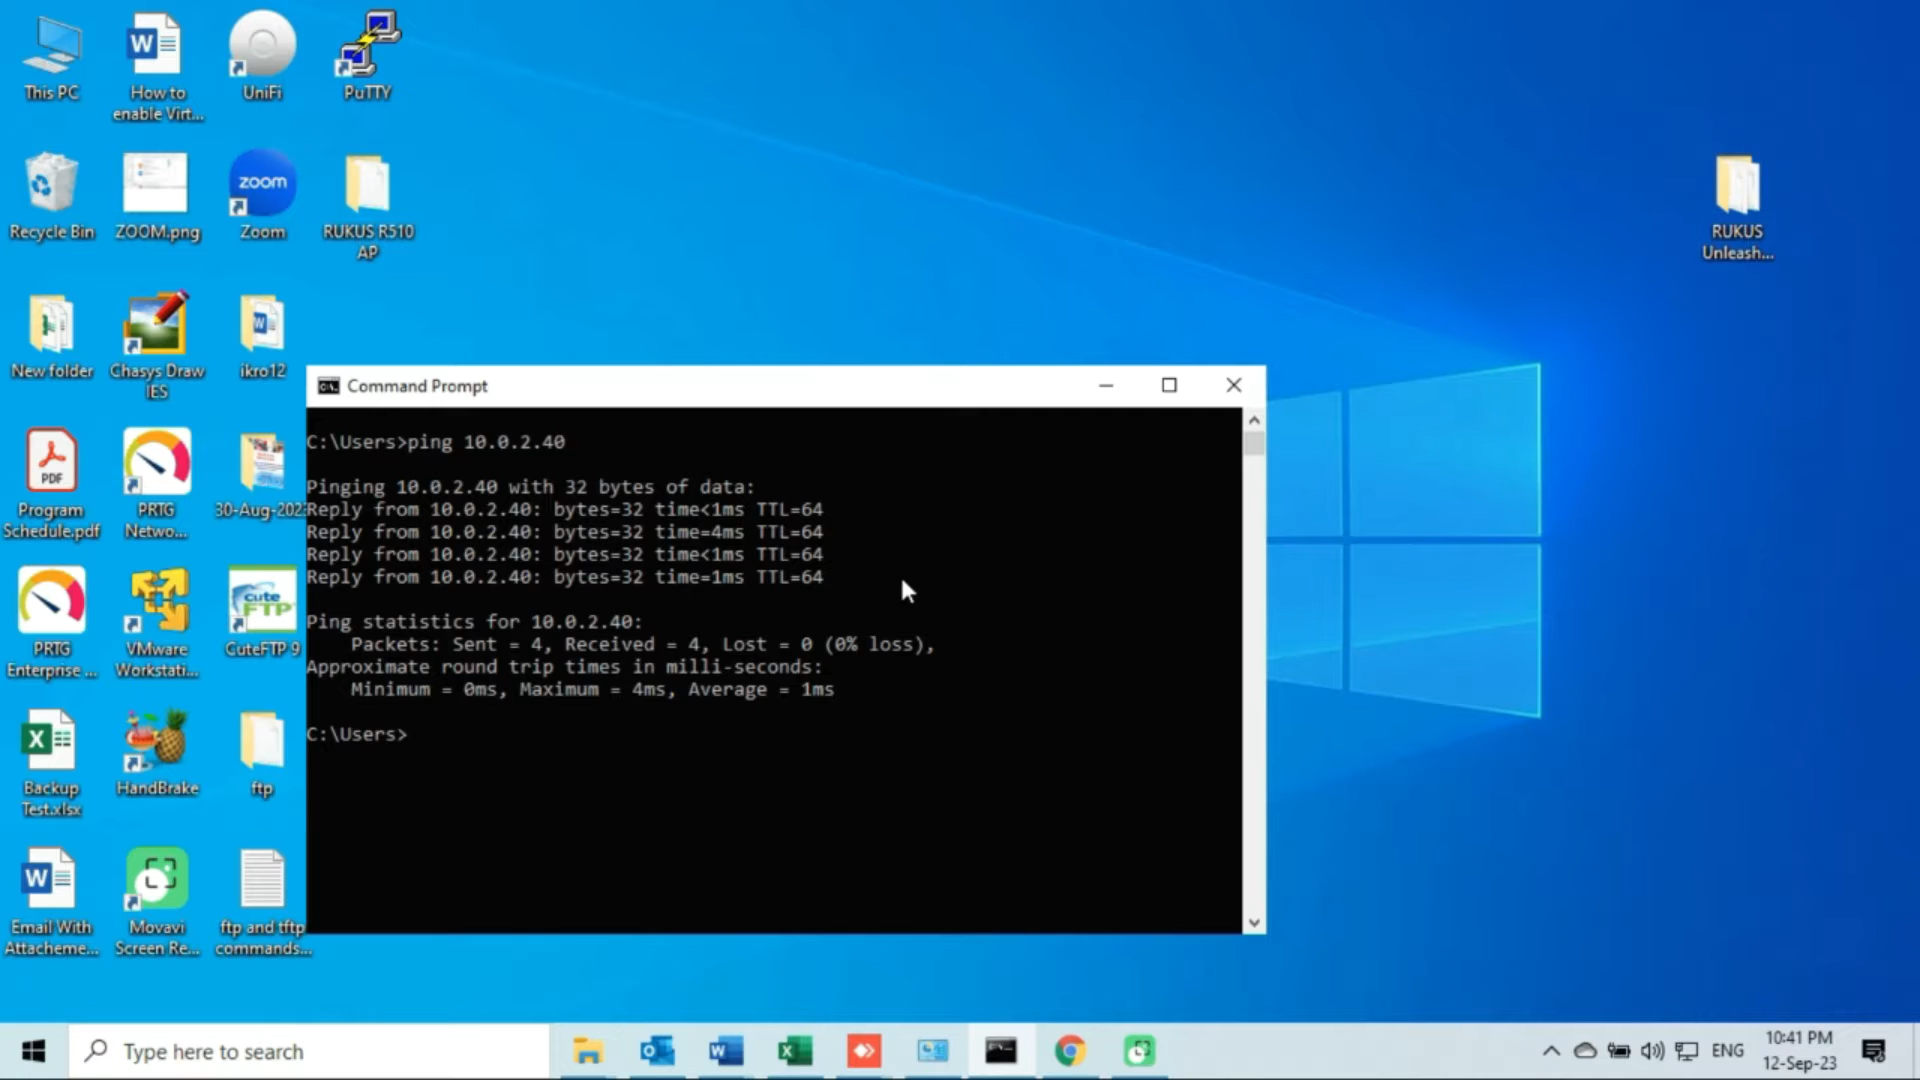 This PC
How to
enable Virt...
UniFi
PuTTY
Recycle Bin
ZOOM.png
zoom
Zoom
RUKUS R510
AP
RUKUS
Unleash...
New folder
Chasys Draw
IES
ikro12
PDF
Program
Schedule.pdf
PRTG
Netwo...
30-Aug-202
PRTG
Enterprise ...
VMware
Workstati...
cute
FTP
CuteFTP 9
Backup
Test.xlsx
HandBrake
ftp
Email With
Attacheme...
Movavi
Screen Re...
ftp and tftp
commands...
Command Prompt
C:\Users>ping 10.0.2.40
Pinging 10.0.2.40 with 32 bytes of data:
Reply from 10.0.2.40: bytes=32 time<1ms TTL=64
Reply from 10.0.2.40: bytes=32 time=4ms TTL=64
Reply from 10.0.2.40: bytes=32 time<1ms TTL=64
Reply from 10.0.2.40: bytes=32 time=1ms TTL=64
Ping statistics for 10.0.2.40:
Packets: Sent = 4, Received = 4, Lost = 0 (0% loss),
Approximate round trip times in milli-seconds:
Minimum = 0ms, Maximum = 4ms, Average = 1ms
C:\Users>
Type here to search
ENG
10:41 PM
12-Sep-23